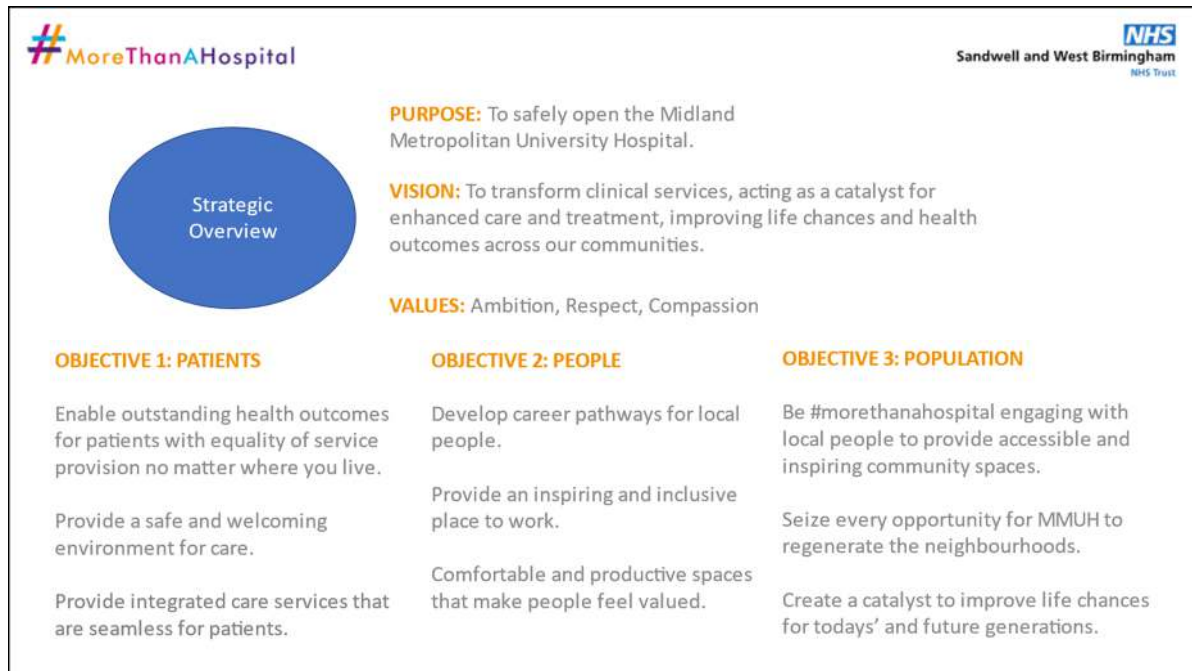 #MoreThanAHospital
NHS
Sandwell and West Birmingham
NHS Trust
Strategic
Overview
PURPOSE: To safely open the Midland
Metropolitan University Hospital.
VISION: To transform clinical services, acting as a catalyst for
enhanced care and treatment, improving life chances and health
outcomes across our communities.
VALUES: Ambition, Respect, Compassion
OBJECTIVE 1: PATIENTS
Enable outstanding health outcomes
for patients with equality of service
provision no matter where you live.
Provide a safe and welcoming
environment for care.
Provide integrated care services that
are seamless for patients.
OBJECTIVE 2: PEOPLE
Develop career pathways for local
people.
Provide an inspiring and inclusive
place to work.
Comfortable and productive spaces
that make people feel valued.
OBJECTIVE 3: POPULATION
Be #morethanahospital engaging with
local people to provide accessible and
inspiring community spaces.
Seize every opportunity for MMUH to
regenerate the neighbourhoods.
Create a catalyst to improve life chances
for todays’ and future generations.